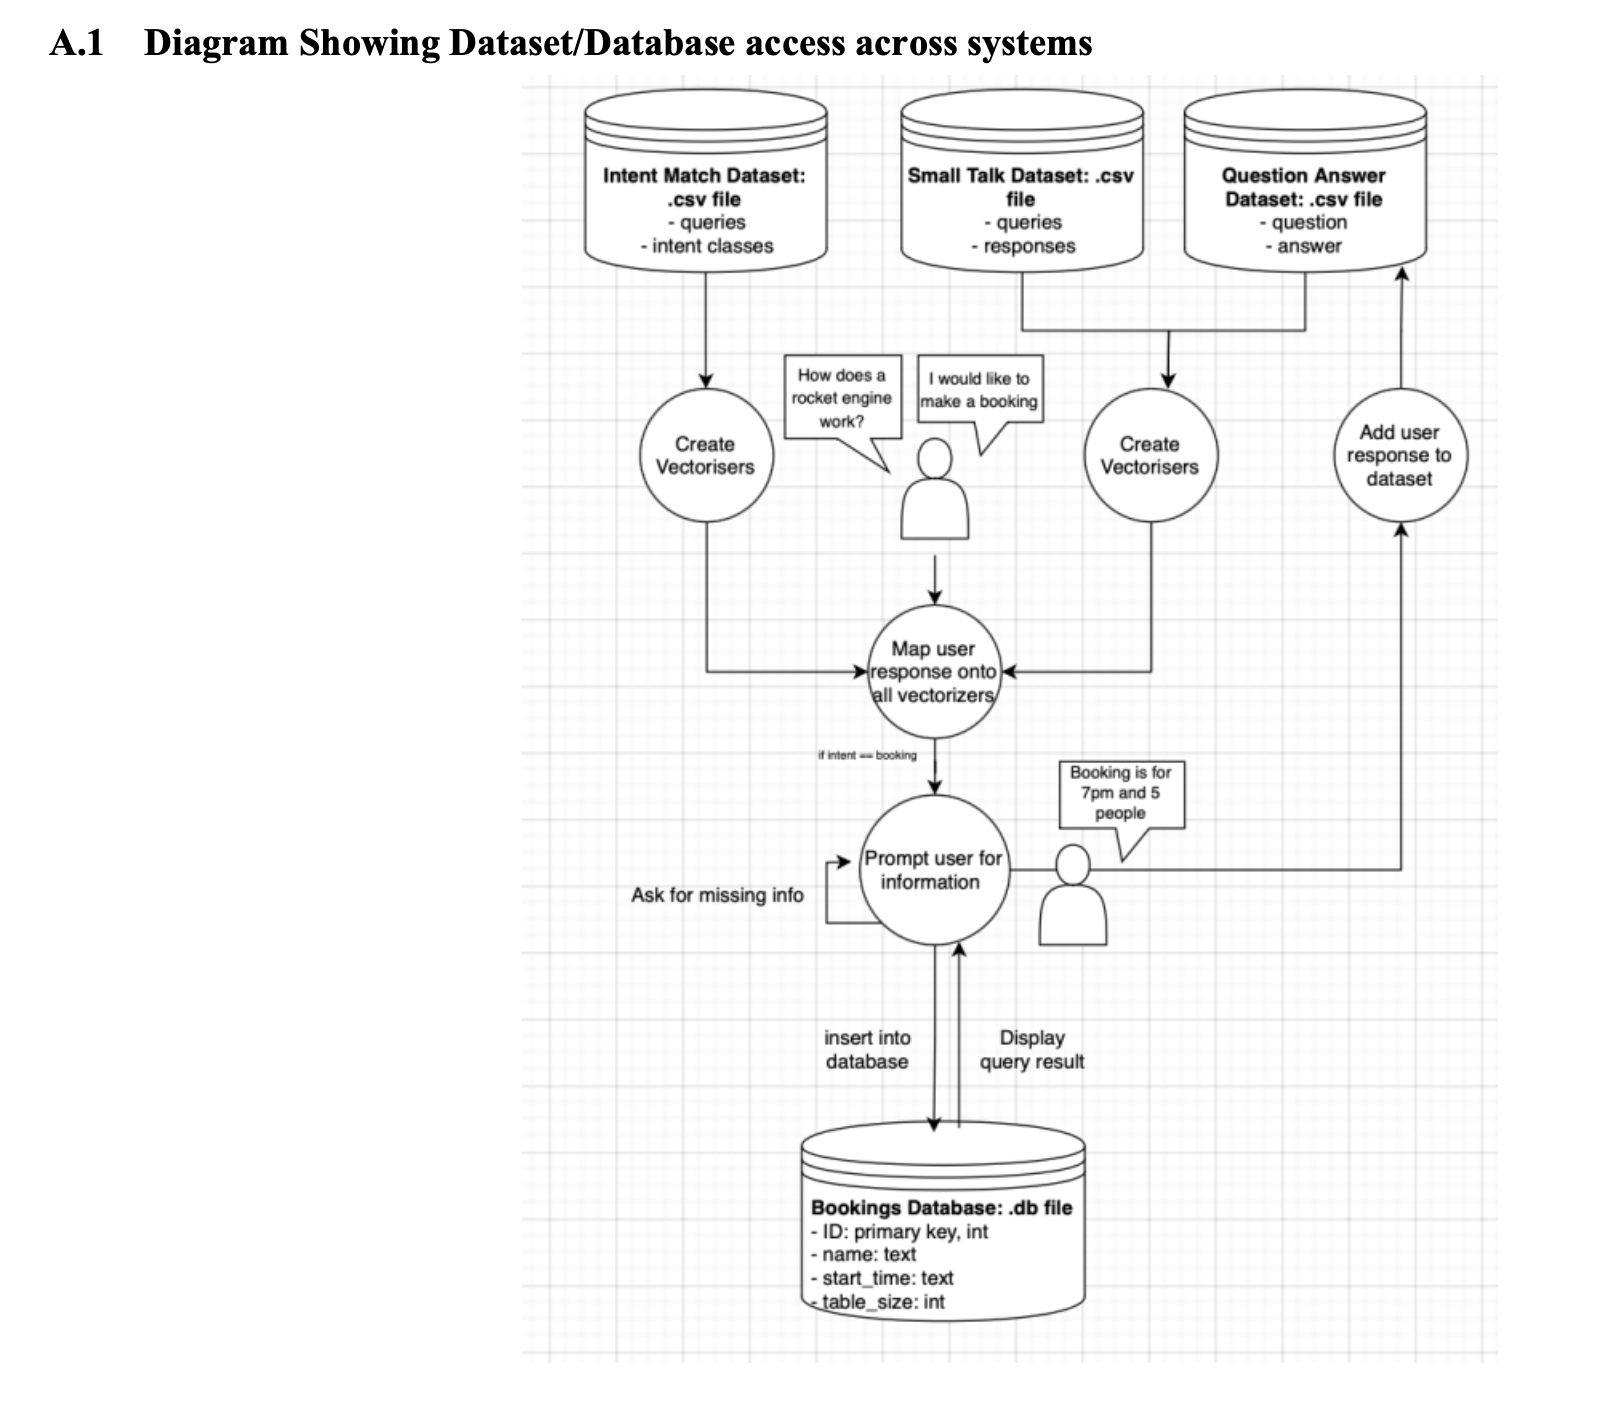 A.1 Diagram Showing Dataset/Database access across systems
Intent Match Dataset:
.csv file
- queries
- intent classes
Small Talk Dataset: .csv
file
- queries
- responses
Question Answer
Dataset: .csv file
- question
- answer
How does a
rocket engine
work?
I would like to
make a booking
Create
Vectorisers
Create
Vectorisers
Add user
response to
dataset
Map user
response onto
all vectorizers
if intent == booking
Booking is for
7pm and 5
people
Prompt user for
information
Ask for missing info
insert into
database
Display
query result
Bookings Database: .db file
- ID: primary key, int
- name: text
- start_time: text
- table_size: int